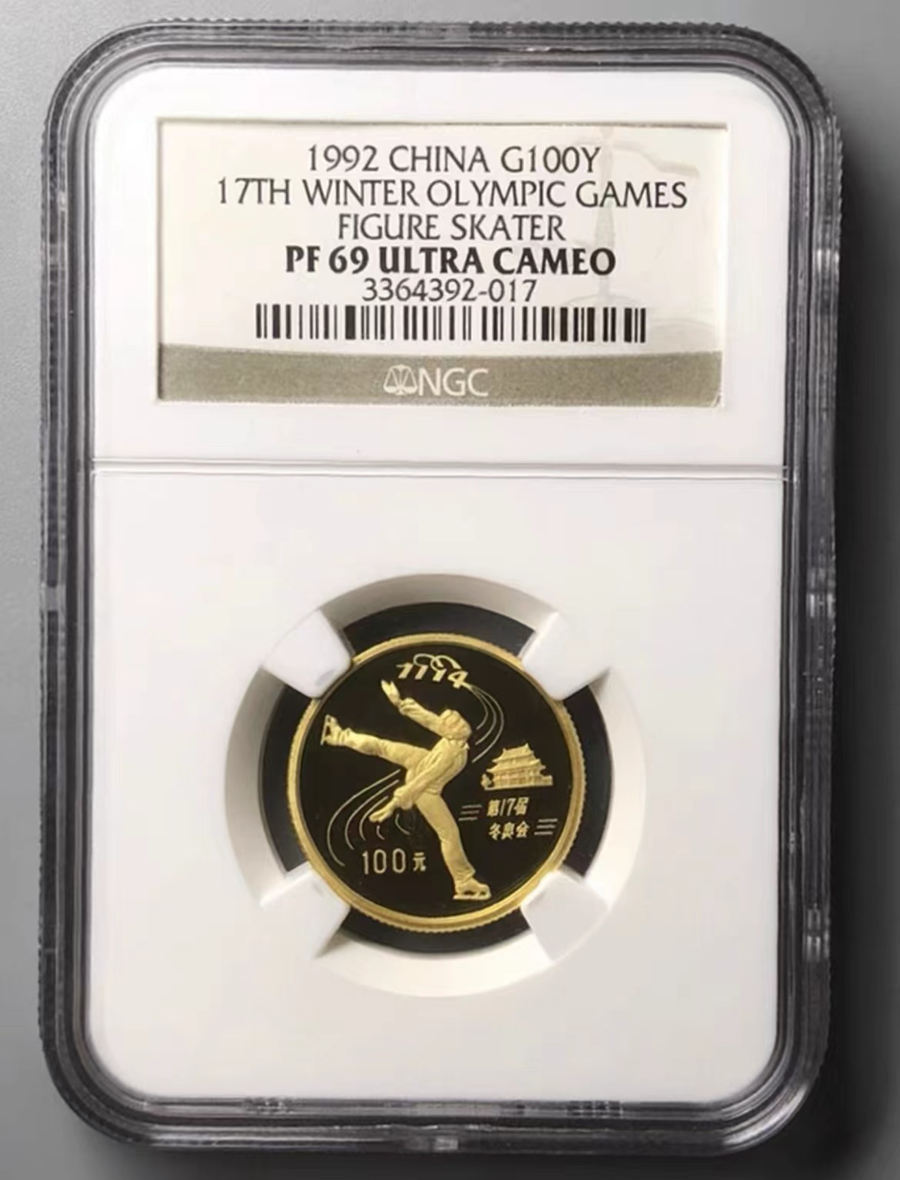 1992 CHINA G100Y
17TH WINTER OLYMPIC GAMES
FIGURE SKATER
PF 69 ULTRA CAMEO
3364392-017
NGC
第17届
冬奥会
100元